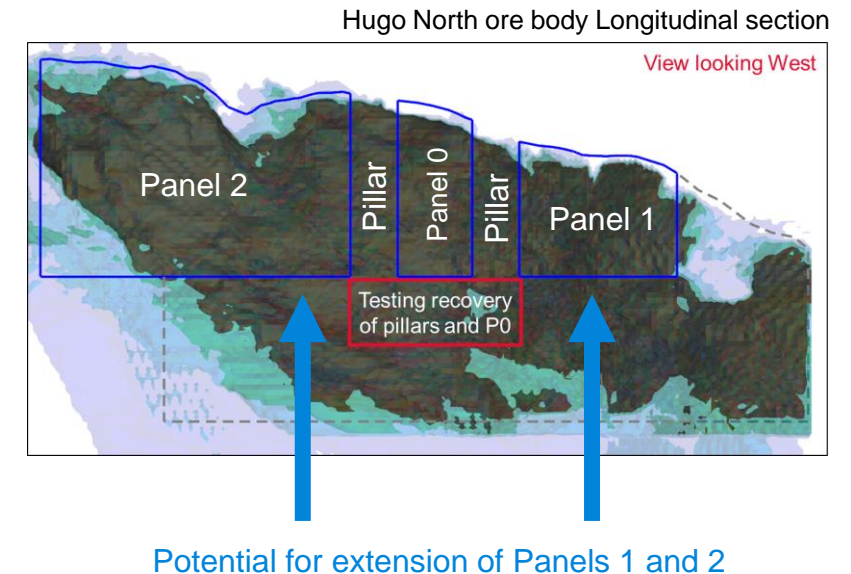 Hugo North ore body Longitudinal section
View looking West
Panel 2
Pillar
Panel 0
Pillar
Panel 1
Testing recovery
of pillars and P0
Potential for extension of Panels 1 and 2